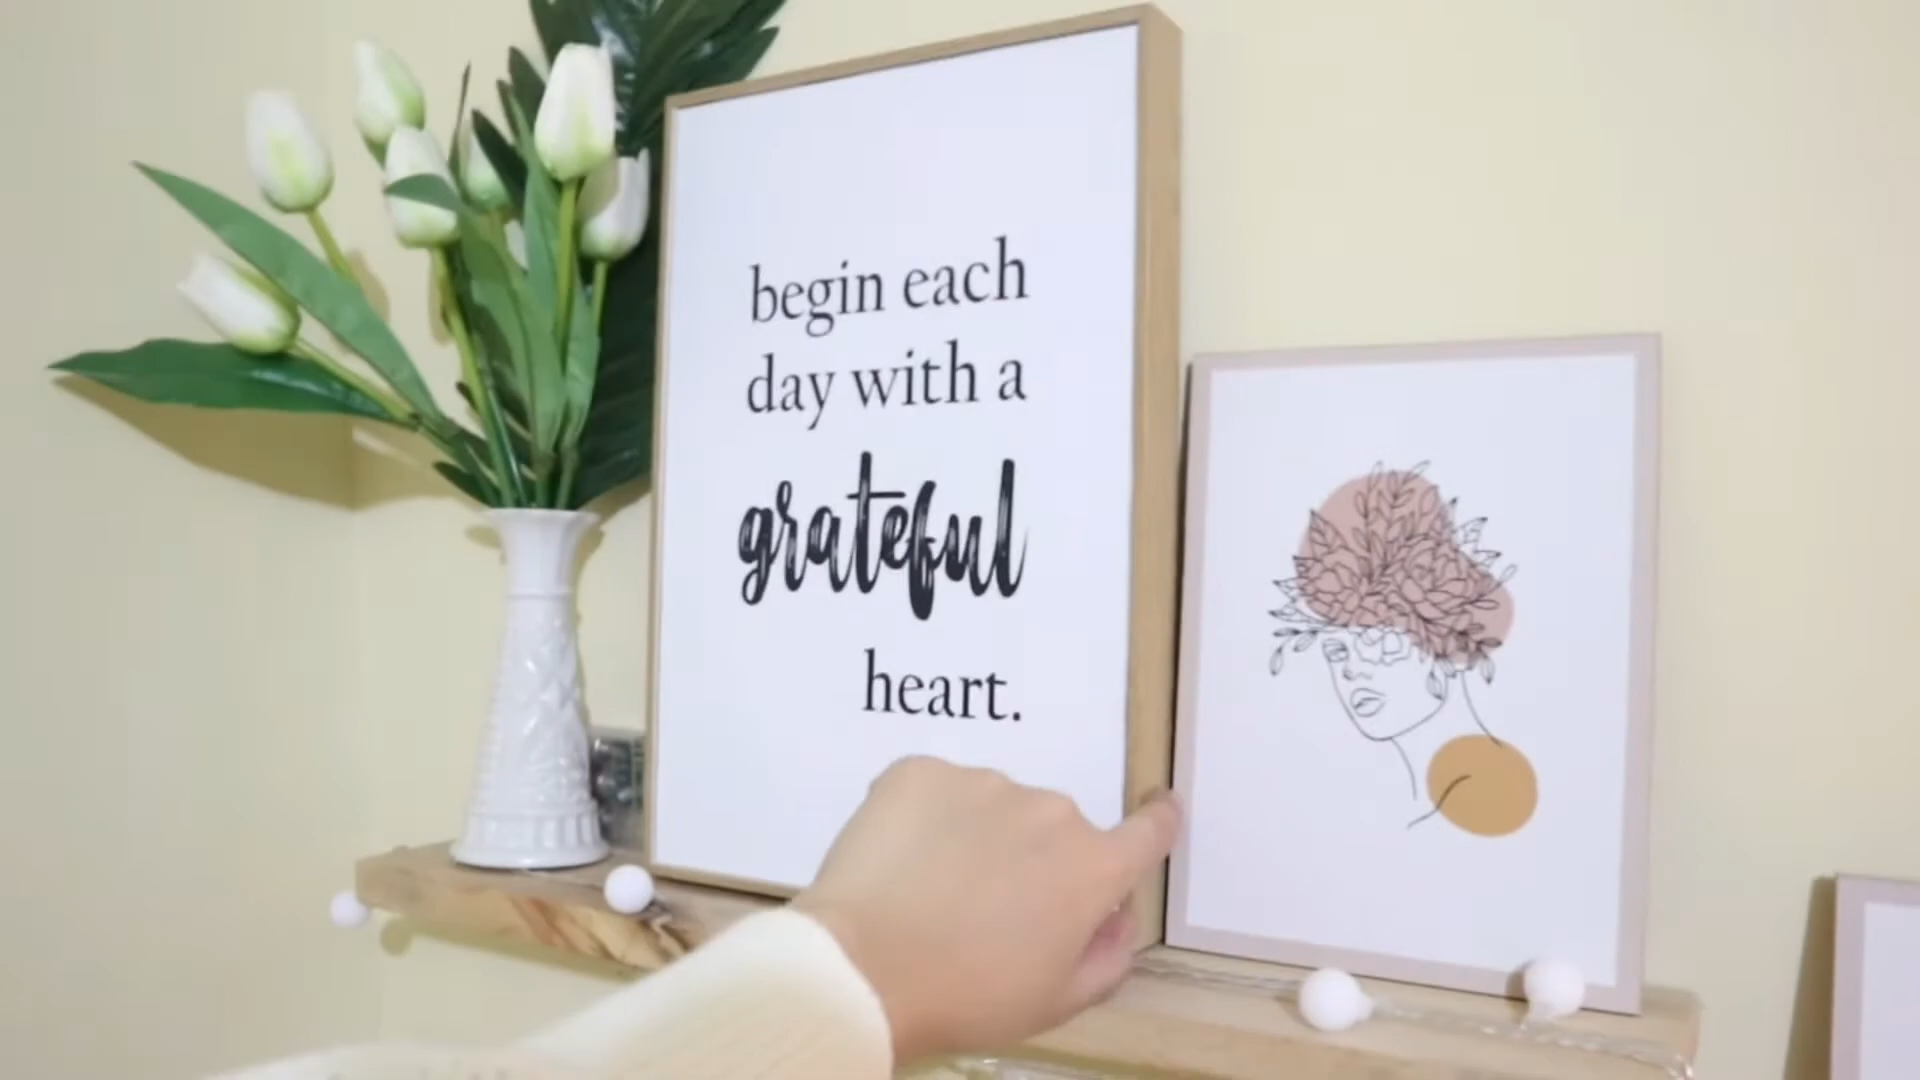 begin each
day with a
grateful
heart.